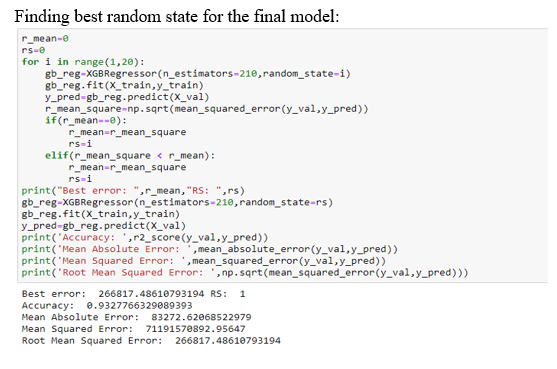 Finding best random state for the final model:
r_mean=0
rs=0
for i in range(1,20):
    gb_reg=XGBRegressor(n_estimators=210,random_state=i)
    gb_reg.fit(X_train,y_train)
    y_pred=gb_reg.predict(X_val)
    r_mean_square=np.sqrt(mean_squared_error(y_val,y_pred))
    if(r_mean==0):
        r_mean=r_mean_square
        rs=i
    elif(r_mean_square < r_mean):
        r_mean=r_mean_square
        rs=i
print("Best error: ",r_mean,"RS: ",rs)
gb_reg=XGBRegressor(n_estimators=210,random_state=rs)
gb_reg.fit(X_train,y_train)
y_pred=gb_reg.predict(X_val)
print('Accuracy: ',r2_score(y_val,y_pred))
print('Mean Absolute Error: ',mean_absolute_error(y_val,y_pred))
print('Mean Squared Error: ',mean_squared_error(y_val,y_pred))
print('Root Mean Squared Error: ',np.sqrt(mean_squared_error(y_val,y_pred)))
Best error:  266817.48610793194 RS:  1
Accuracy:  0.9327766329089393
Mean Absolute Error:  83272.62068522979
Mean Squared Error:  71191570892.95647
Root Mean Squared Error:  266817.48610793194